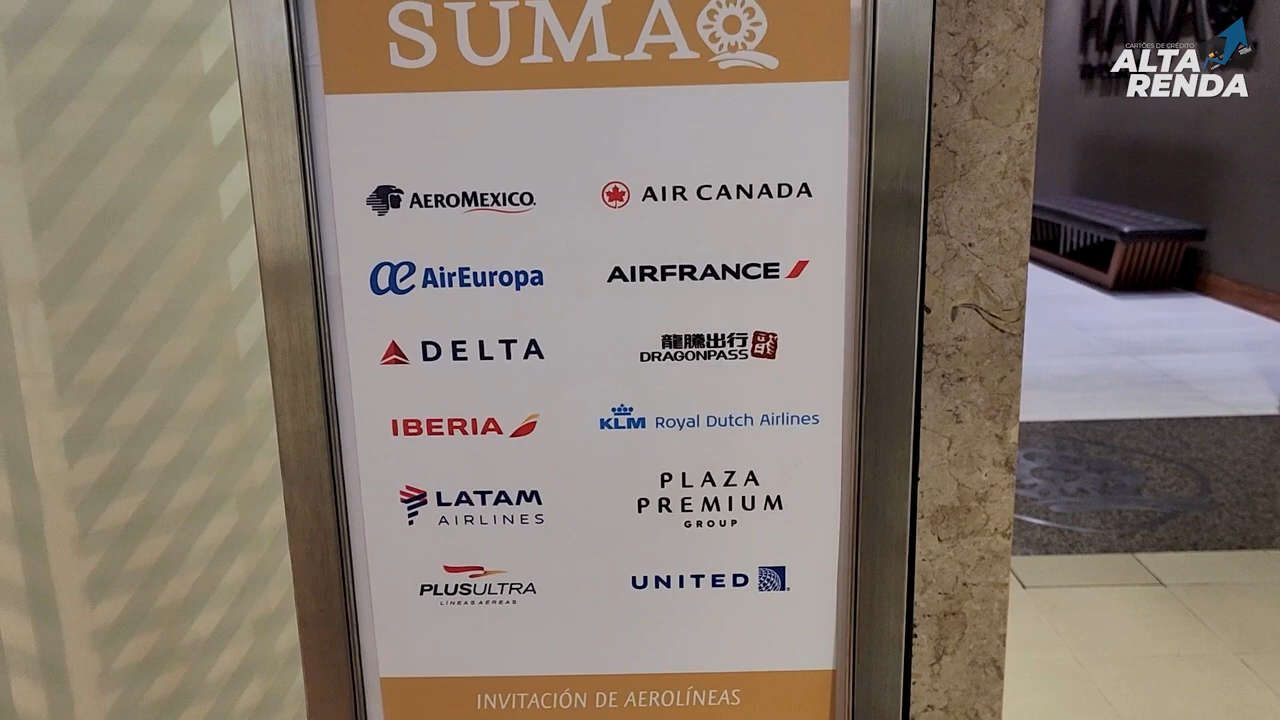 SUMAQ
CARTÕES DE CRÉDITO
ALTA
RENDA
AEROMEXICO.
AIR CANADA
AirEuropa
AIRFRANCE
DELTA
龍騰出行
DRAGONPASS
IBERIA
KLM Royal Dutch Airlines
LATAM
AIRLINES
PLAZA
PREMIUM
GROUP
PLUSULTRA
LÍNEAS AÉREAS
UNITED
INVITACIÓN DE AEROLÍNEAS